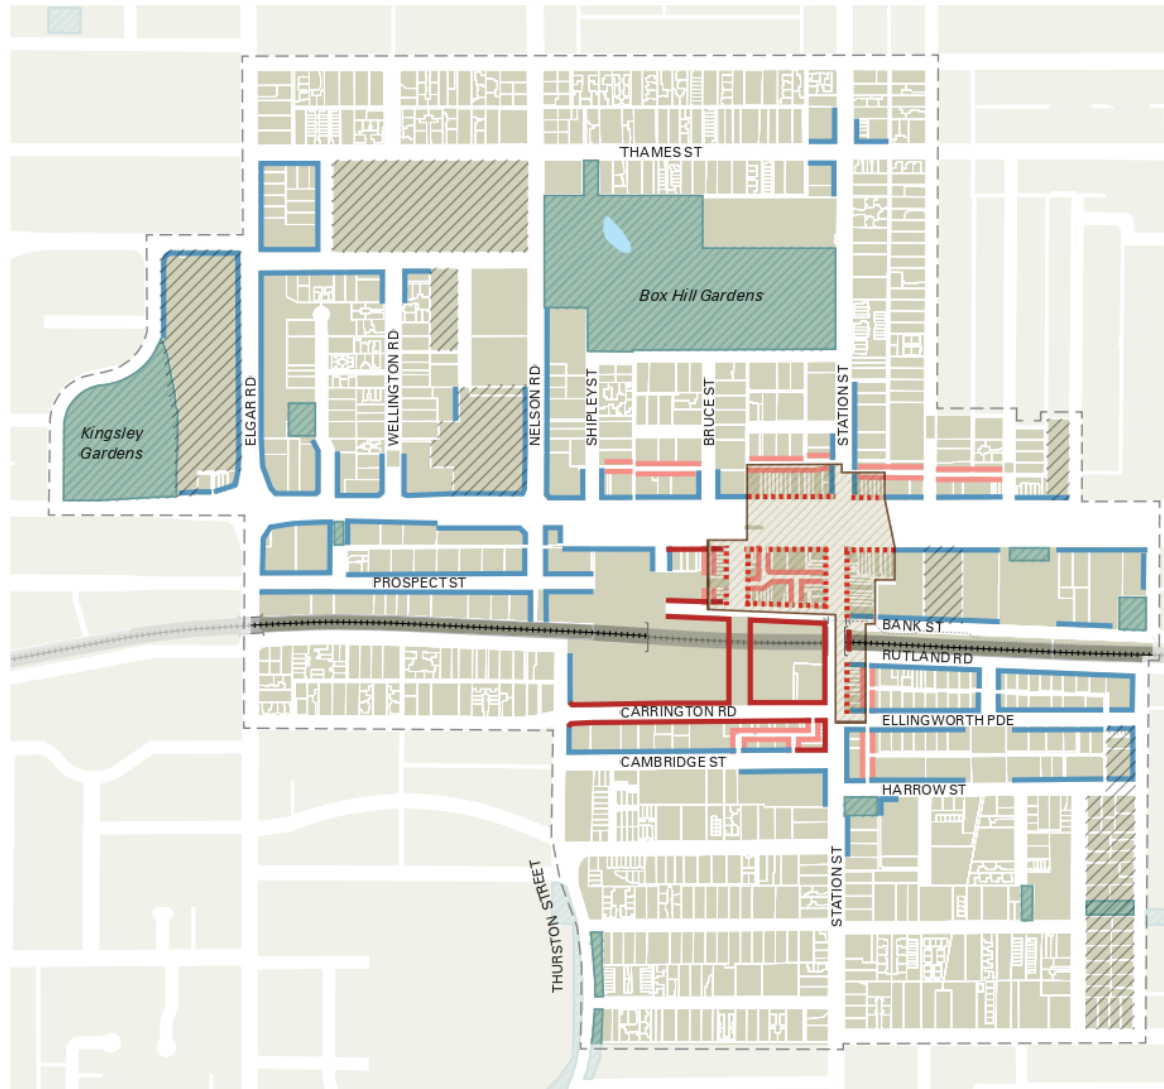 THAMES ST
Box Hill Gardens
ELGAR RD
WELLINGTON RD
NELSON RD
SHIPLEY ST
BRUCE ST
STATION ST
Kingsley
Gardens
PROSPECT ST
BANK ST
RUTLAND RD
CARRINGTON RD
ELLINGWORTH PDE
CAMBRIDGE ST
HARROW ST
THURSTON STREET
STATION ST